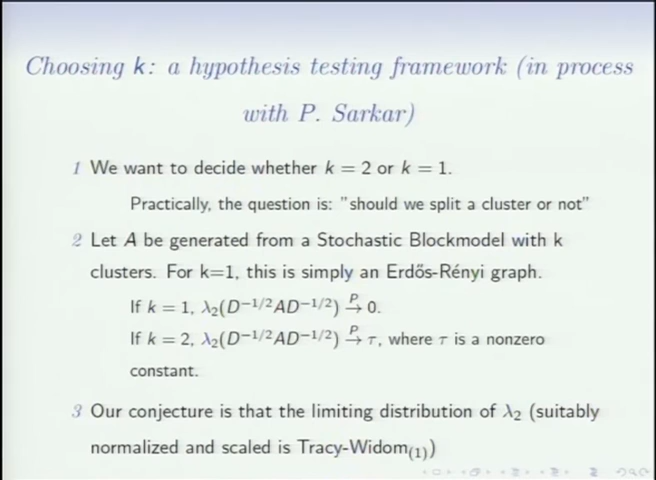 Choosing k: a hypothesis testing framework (in process
with P. Sarkar)
1 We want to decide whether k = 2 or k = 1.
Practically, the question is: "should we split a cluster or not"
2 Let A be generated from a Stochastic Blockmodel with k
clusters. For k=1, this is simply an Erdős-Rényi graph.
If k = 1, λ₂(D⁻¹/²AD⁻¹/²) →ᴾ 0.
If k = 2, λ₂(D⁻¹/²AD⁻¹/²) →ᴾ τ, where τ is a nonzero
constant.
3 Our conjecture is that the limiting distribution of λ₂ (suitably
normalized and scaled is Tracy-Widom₍₁₎)